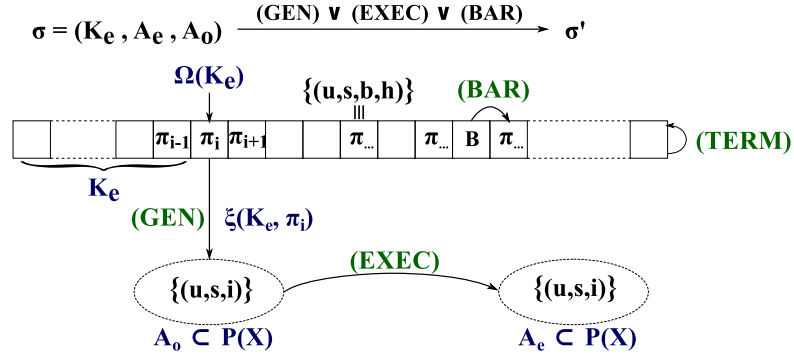 (GEN) ∨ (EXEC) ∨ (BAR)
σ = (Kₑ , Aₑ , Aₒ) σ'
Ω(Kₑ) {(u,s,b,h)} (BAR)
πᵢ₋₁ πᵢ πᵢ₊₁ π... π... B π... (TERM)
Kₑ
(GEN) ξ(Kₑ, πᵢ)
(EXEC)
{(u,s,i)} {(u,s,i)}
Aₒ ⊂ P(X) Aₑ ⊂ P(X)